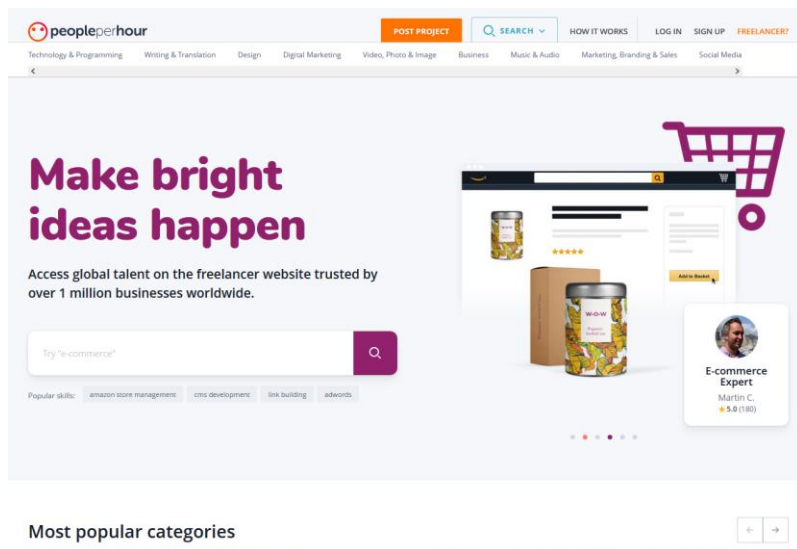 peopleperhour
POST PROJECT
SEARCH
HOW IT WORKS
LOG IN
SIGN UP
FREELANCER?
Technology & Programming
Writing & Translation
Design
Digital Marketing
Video, Photo & Image
Business
Music & Audio
Marketing, Branding & Sales
Social Media
Make bright
ideas happen
Access global talent on the freelancer website trusted by
over 1 million businesses worldwide.
Try "e-commerce"
Popular skills:
amazon store management
cms development
link building
adwords
Add to Basket
W-O-W
E-commerce
Expert
Martin C.
5.0 (180)
Most popular categories